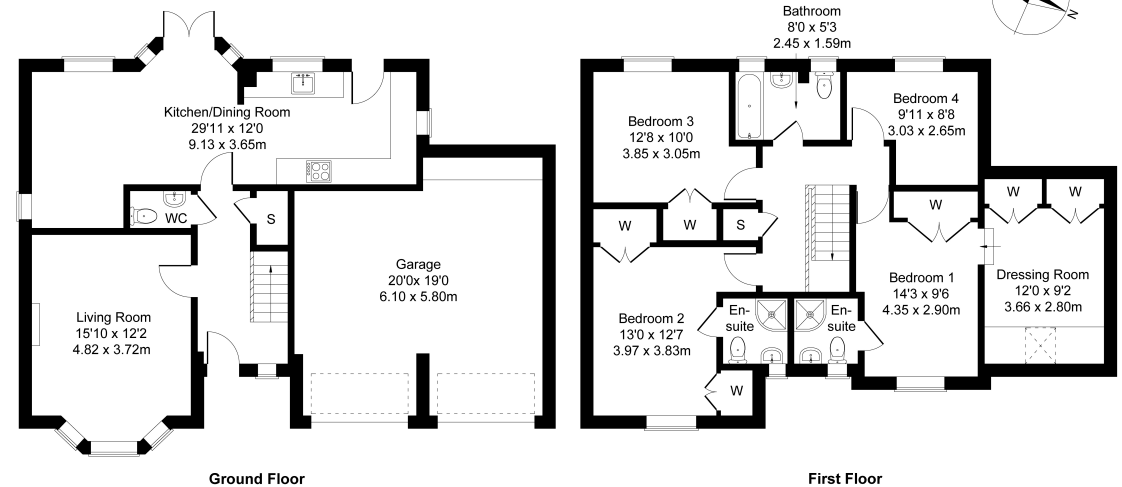 Bathroom
8'0 x 5'3
2.45 x 1.59m
N
Kitchen/Dining Room
29'11 x 12'0
9.13 x 3.65m
WC
S
Garage
20'0x 19'0
6.10 x 5.80m
Living Room
15'10 x 12'2
4.82 x 3.72m
Ground Floor
Bedroom 3
12'8 x 10'0
3.85 x 3.05m
Bedroom 4
9'11 x 8'8
3.03 x 2.65m
W
W
S
W
W
W
Bedroom 1
14'3 x 9'6
4.35 x 2.90m
Dressing Room
12'0 x 9'2
3.66 x 2.80m
Bedroom 2
13'0 x 12'7
3.97 x 3.83m
En-
suite
En-
suite
W
First Floor